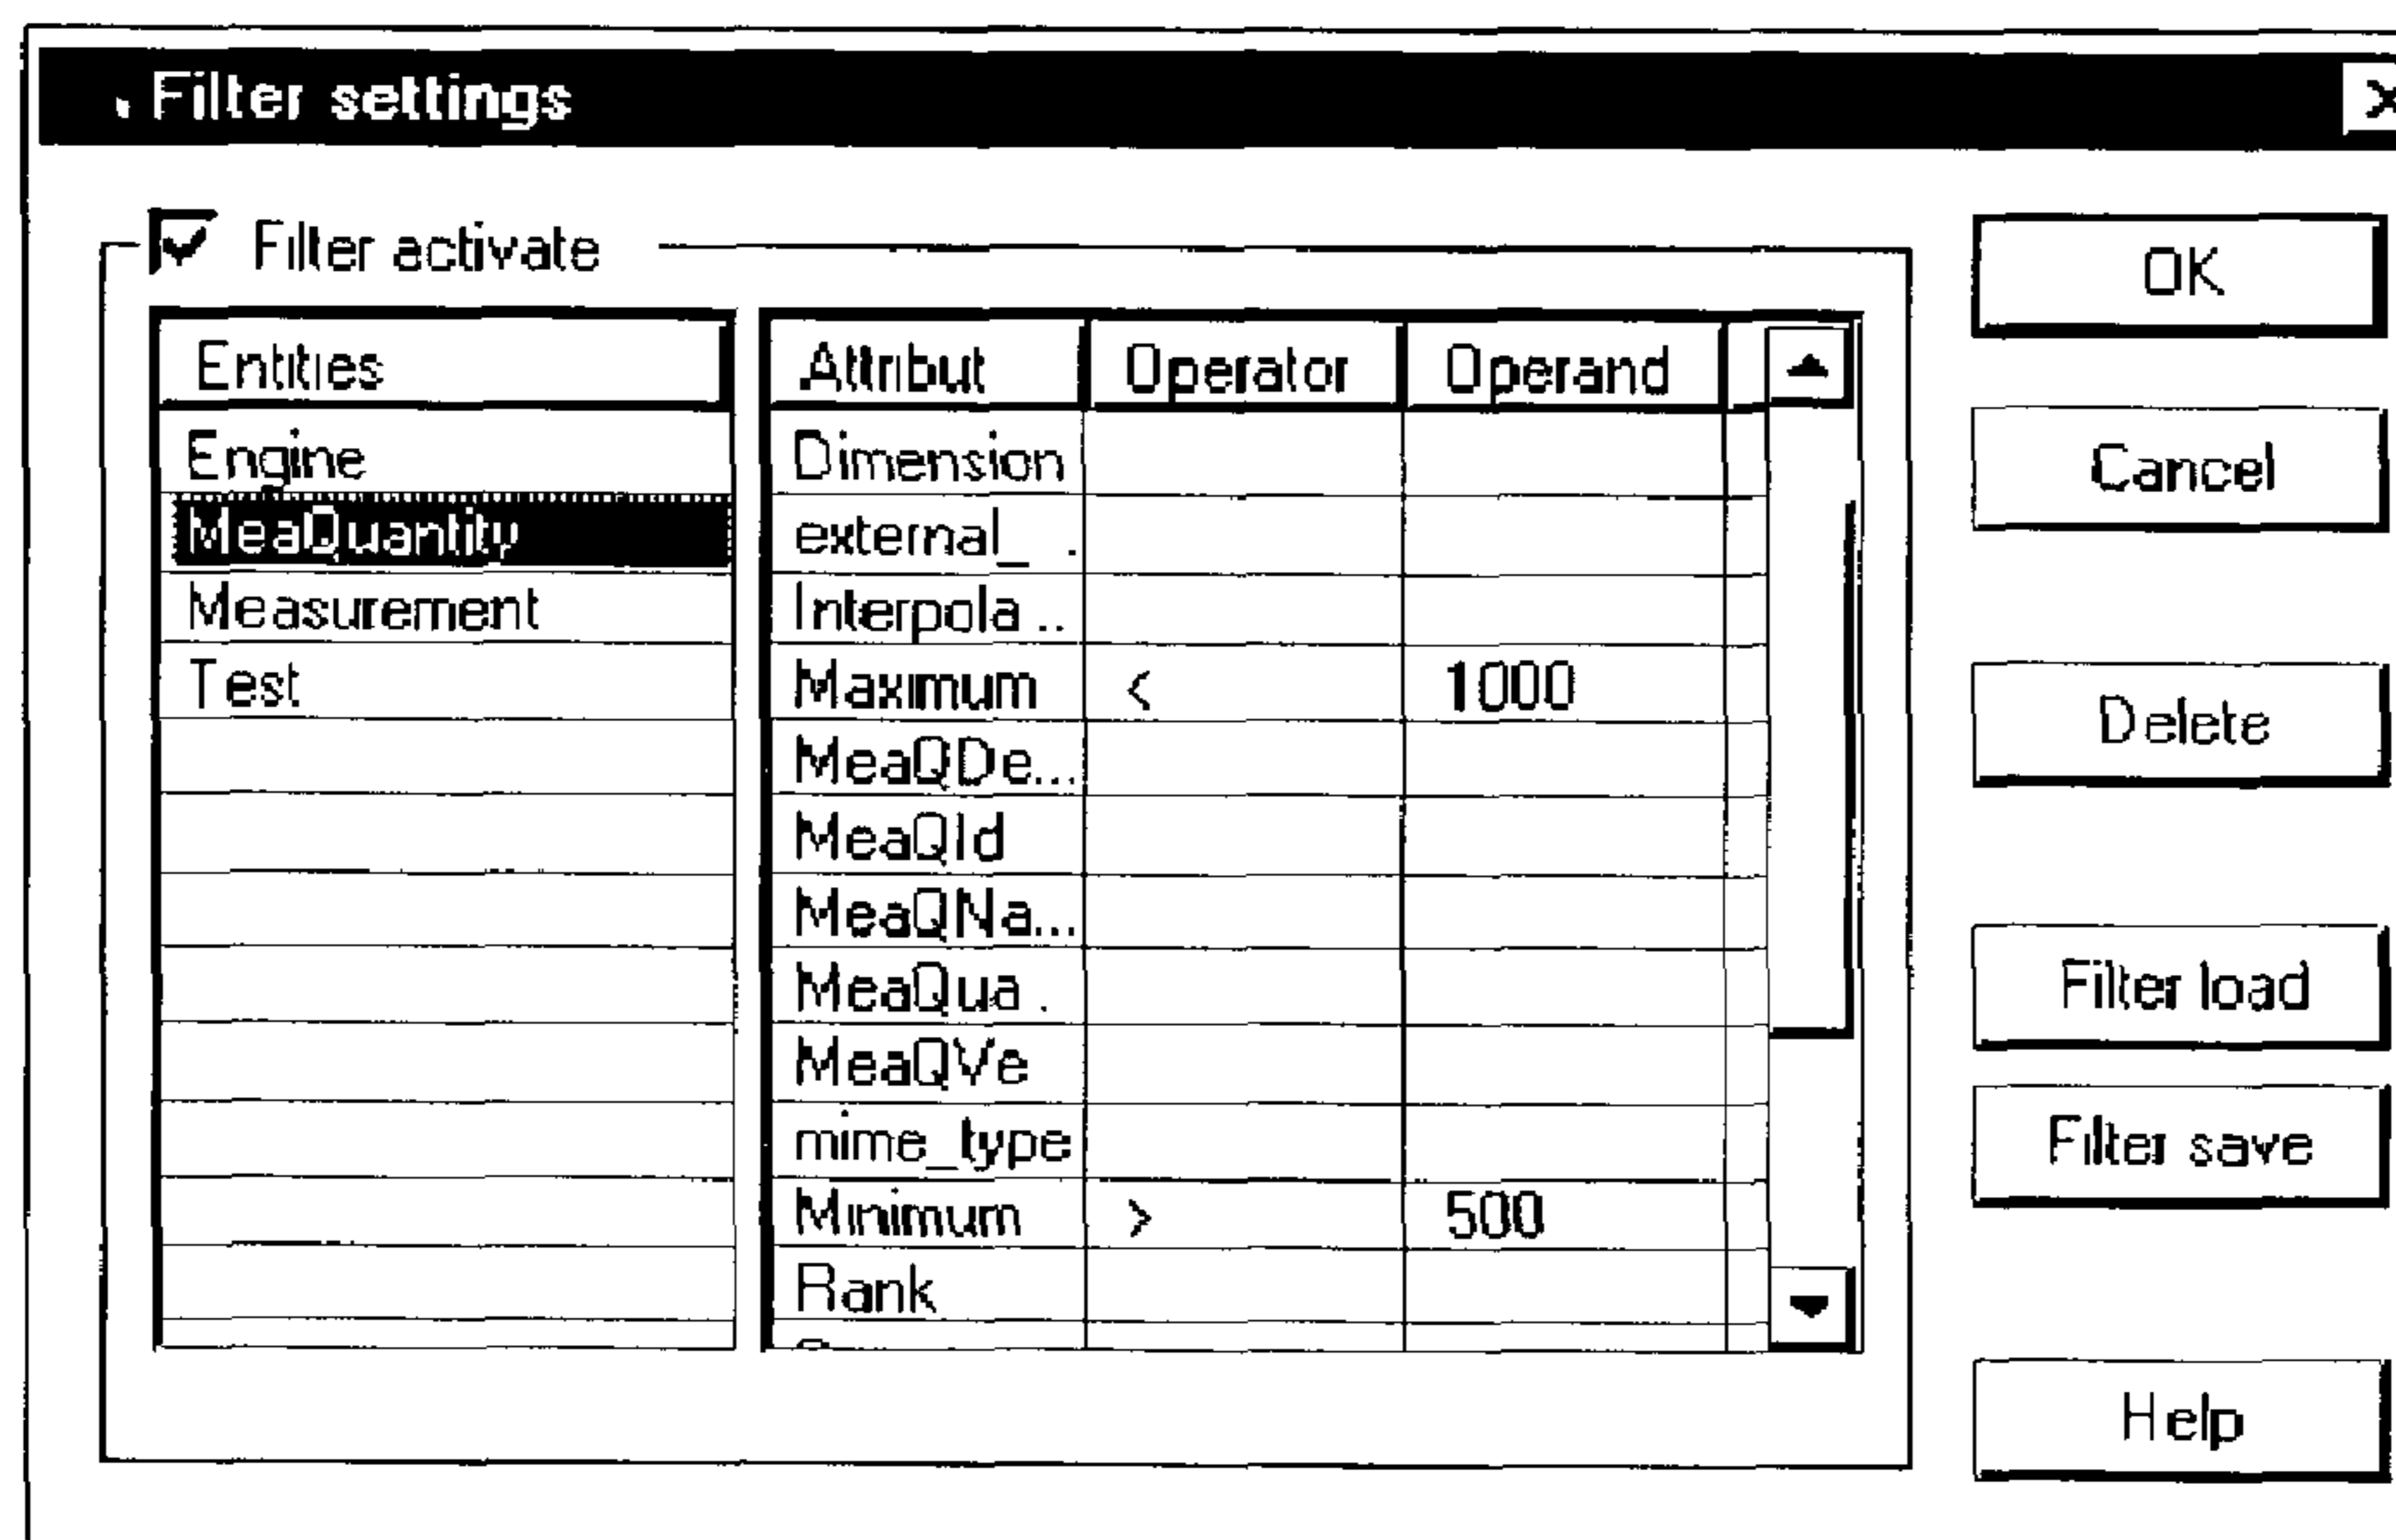 Filter settings
Filter activate
Entities
Engine
MeaQuantity
Measurement
Test
Attribut Operator Operand
Dimension
external_ .
Interpola ..
Maximum < 1000
MeaQDe...
MeaQId
MeaQNa...
MeaQua .
MeaQVe
mime_type
Minimum > 500
Rank
OK
Cancel
Delete
Filter load
Filter save
Help